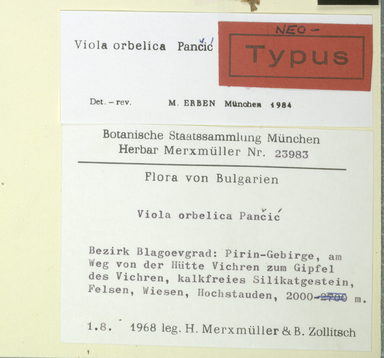 NEO -
Typus
Viola orbelica Pančić
Det. – rev. M. ERBEN München 1984
Botanische Staatssammlung München
Herbar Merxmüller Nr. 23983
Flora von Bulgarien
Viola orbelica Pančić
Bezirk Blagoevgrad: Pirin-Gebirge, am
Weg von der Hütte Vichren zum Gipfel
des Vichren, kalkfreies Silikatgestein,
Felsen, Wiesen, Hochstauden, 2000-2700 m.
1.8. 1968 leg. H. Merxmüller & B. Zollitsch